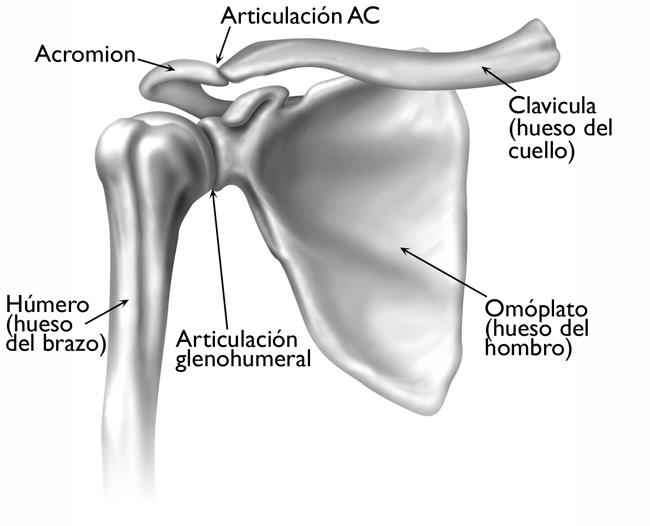 Articulación AC
Acromion
Clavicula
(hueso del
cuello)
Húmero
(hueso
del brazo)
Articulación
glenohumeral
Omóplato
(hueso del
hombro)